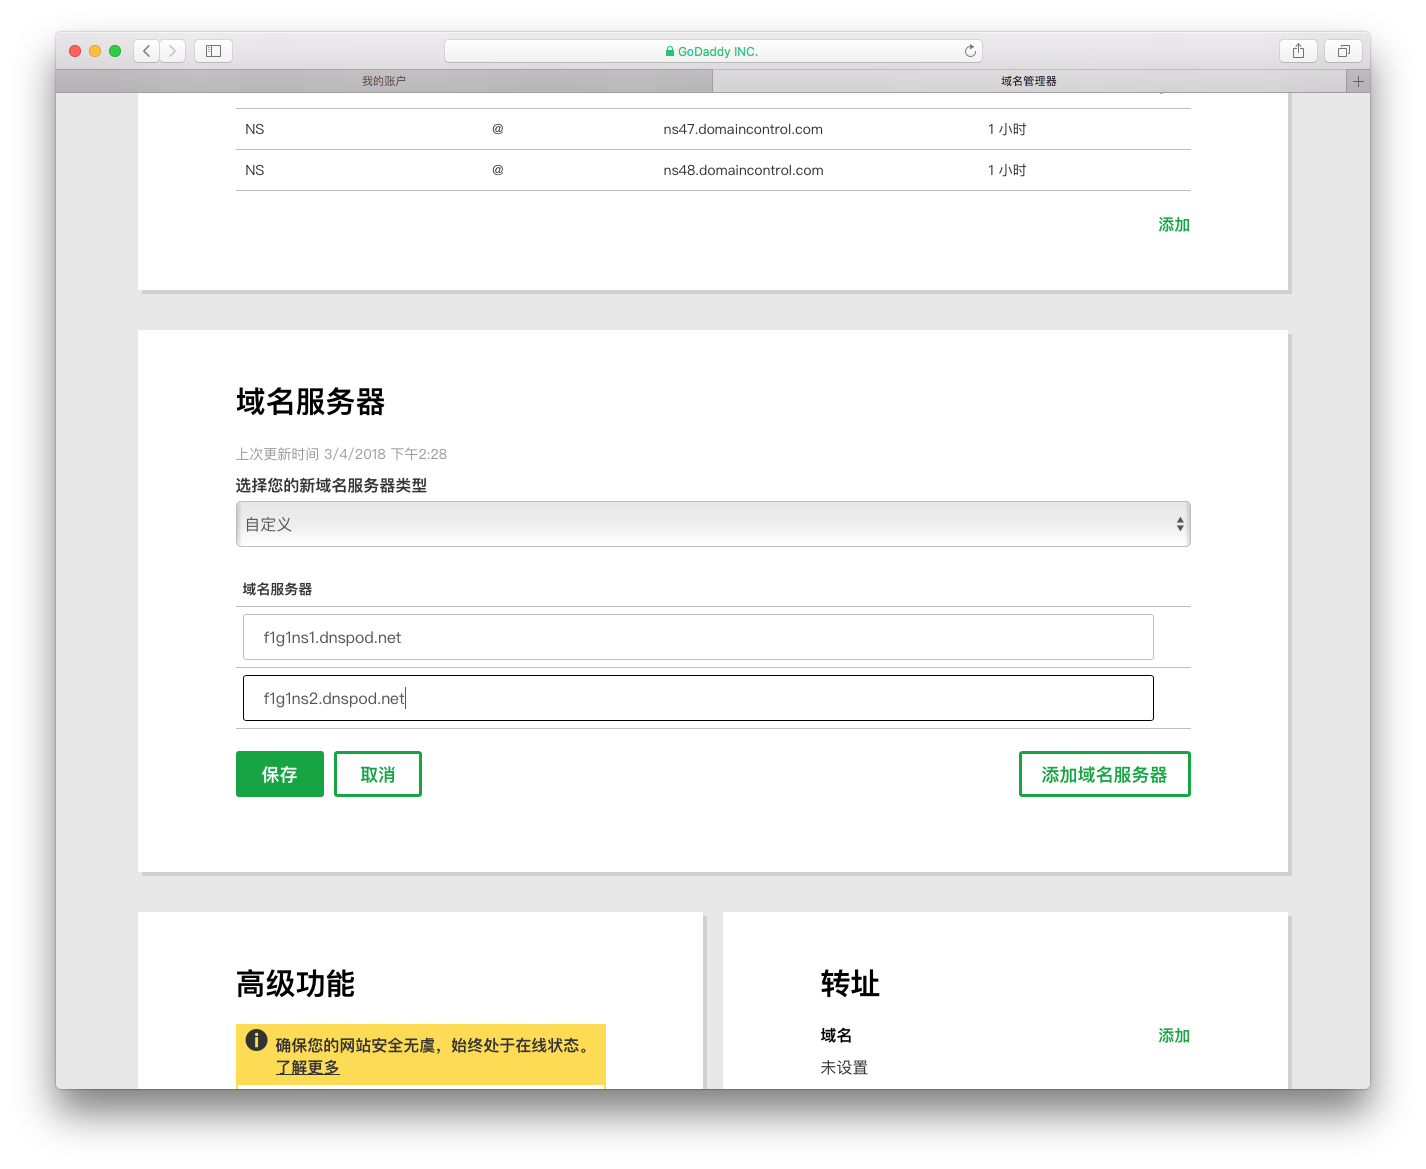 GoDaddy INC.
我的账户
域名管理器
NS @ ns47.domaincontrol.com 1 小时
NS @ ns48.domaincontrol.com 1 小时
添加
域名服务器
上次更新时间 3/4/2018 下午2:28
选择您的新域名服务器类型
自定义
域名服务器
f1g1ns1.dnspod.net
f1g1ns2.dnspod.net
保存 取消 添加域名服务器
高级功能
确保您的网站安全无虞，始终处于在线状态。
了解更多
转址
域名 添加
未设置